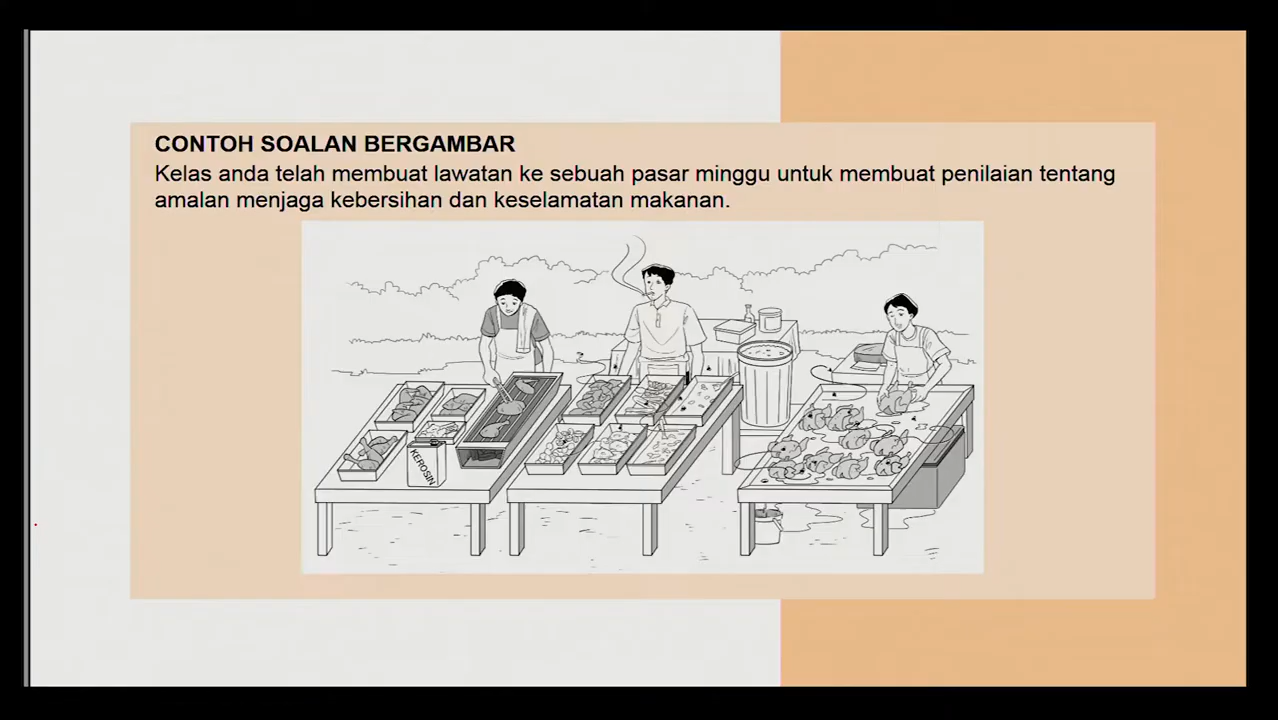 CONTOH SOALAN BERGAMBAR
Kelas anda telah membuat lawatan ke sebuah pasar minggu untuk membuat penilaian tentang
amalan menjaga kebersihan dan keselamatan makanan.
KEROSIN